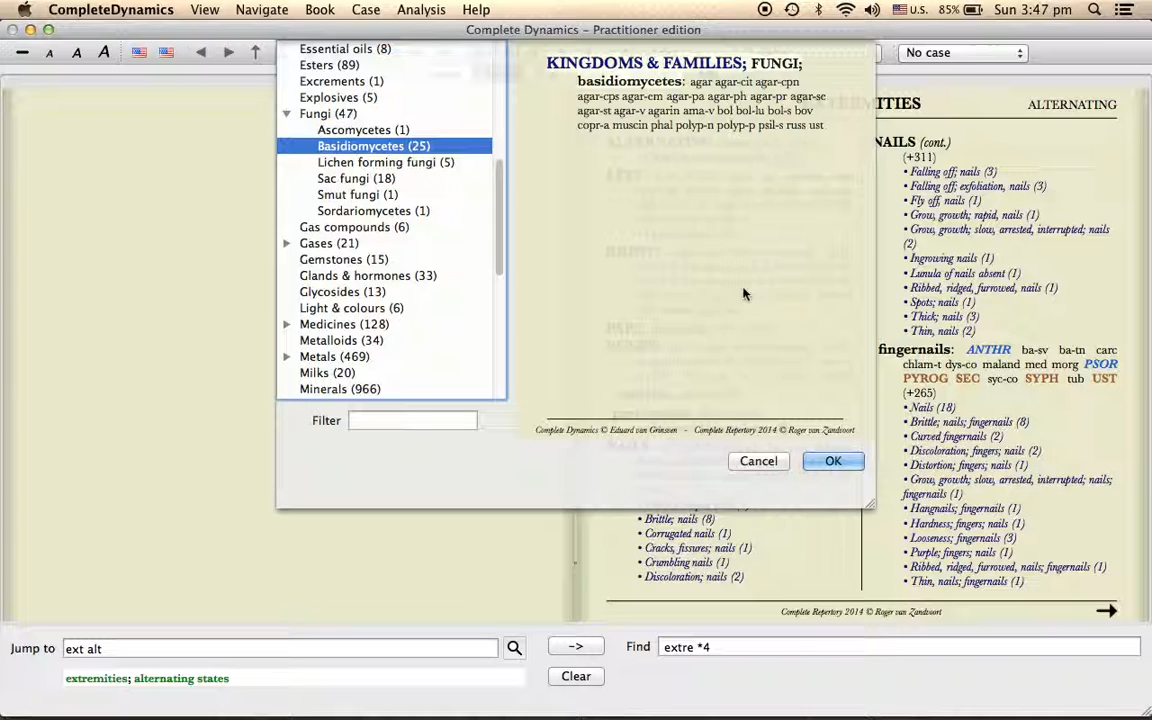 CompleteDynamics View Navigate Book Case Analysis Help U.S. 85% Sun 3:47 pm
Complete Dynamics – Practitioner edition
A A A No case
Essential oils (8)
Esters (89)
Excrements (1)
Explosives (5)
Fungi (47)
Ascomycetes (1)
Basidiomycetes (25)
Lichen forming fungi (5)
Sac fungi (18)
Smut fungi (1)
Sordariomycetes (1)
Gas compounds (6)
Gases (21)
Gemstones (15)
Glands & hormones (33)
Glycosides (13)
Light & colours (6)
Medicines (128)
Metalloids (34)
Metals (469)
Milks (20)
Minerals (966)
Filter
KINGDOMS & FAMILIES; FUNGI;
basidiomycetes: agar agar-cit agar-cpn
agar-cps agar-em agar-pa agar-ph agar-pr agar-se
agar-st agar-v agarin ama-v bol bol-lu bol-s bov
copr-a muscin phal polyp-n polyp-p psil-s russ ust
Complete Dynamics © Eduard van Grinsven - Complete Repertory 2014 © Roger van Zandvoort
Cancel OK
ITIES ALTERNATING
NAILS (cont.)
(+311)
• Falling off; nails (3)
• Falling off; exfoliation, nails (3)
• Fly off, nails (1)
• Grow, growth; rapid, nails (1)
• Grow, growth; slow, arrested, interrupted; nails
(2)
• Ingrowing nails (1)
• Lunula of nails absent (1)
• Ribbed, ridged, furrowed, nails (1)
• Spots; nails (1)
• Thick; nails (3)
• Thin, nails (2)
fingernails: ANTHR ba-sv ba-tn carc
chlam-t dys-co maland med morg PSOR
PYROG SEC syc-co SYPH tub UST
(+265)
• Nails (18)
• Brittle; nails; fingernails (8)
• Curved fingernails (2)
• Discoloration; fingers; nails (2)
• Distortion; fingers; nails (1)
• Grow, growth; slow, arrested, interrupted; nails;
fingernails (1)
• Hangnails; fingers; nails (1)
• Hardness; fingers; nails (1)
• Looseness; fingernails (3)
• Purple; fingers; nails (1)
• Ribbed, ridged, furrowed, nails; fingernails (1)
• Thin, nails; fingernails (1)
• Brittle; nails (8)
• Corrugated nails (1)
• Cracks, fissures; nails (1)
• Crumbling nails (1)
• Discoloration; nails (2)
Complete Repertory 2014 © Roger van Zandvoort
Jump to ext alt -> Find extre *4
extremities; alternating states Clear